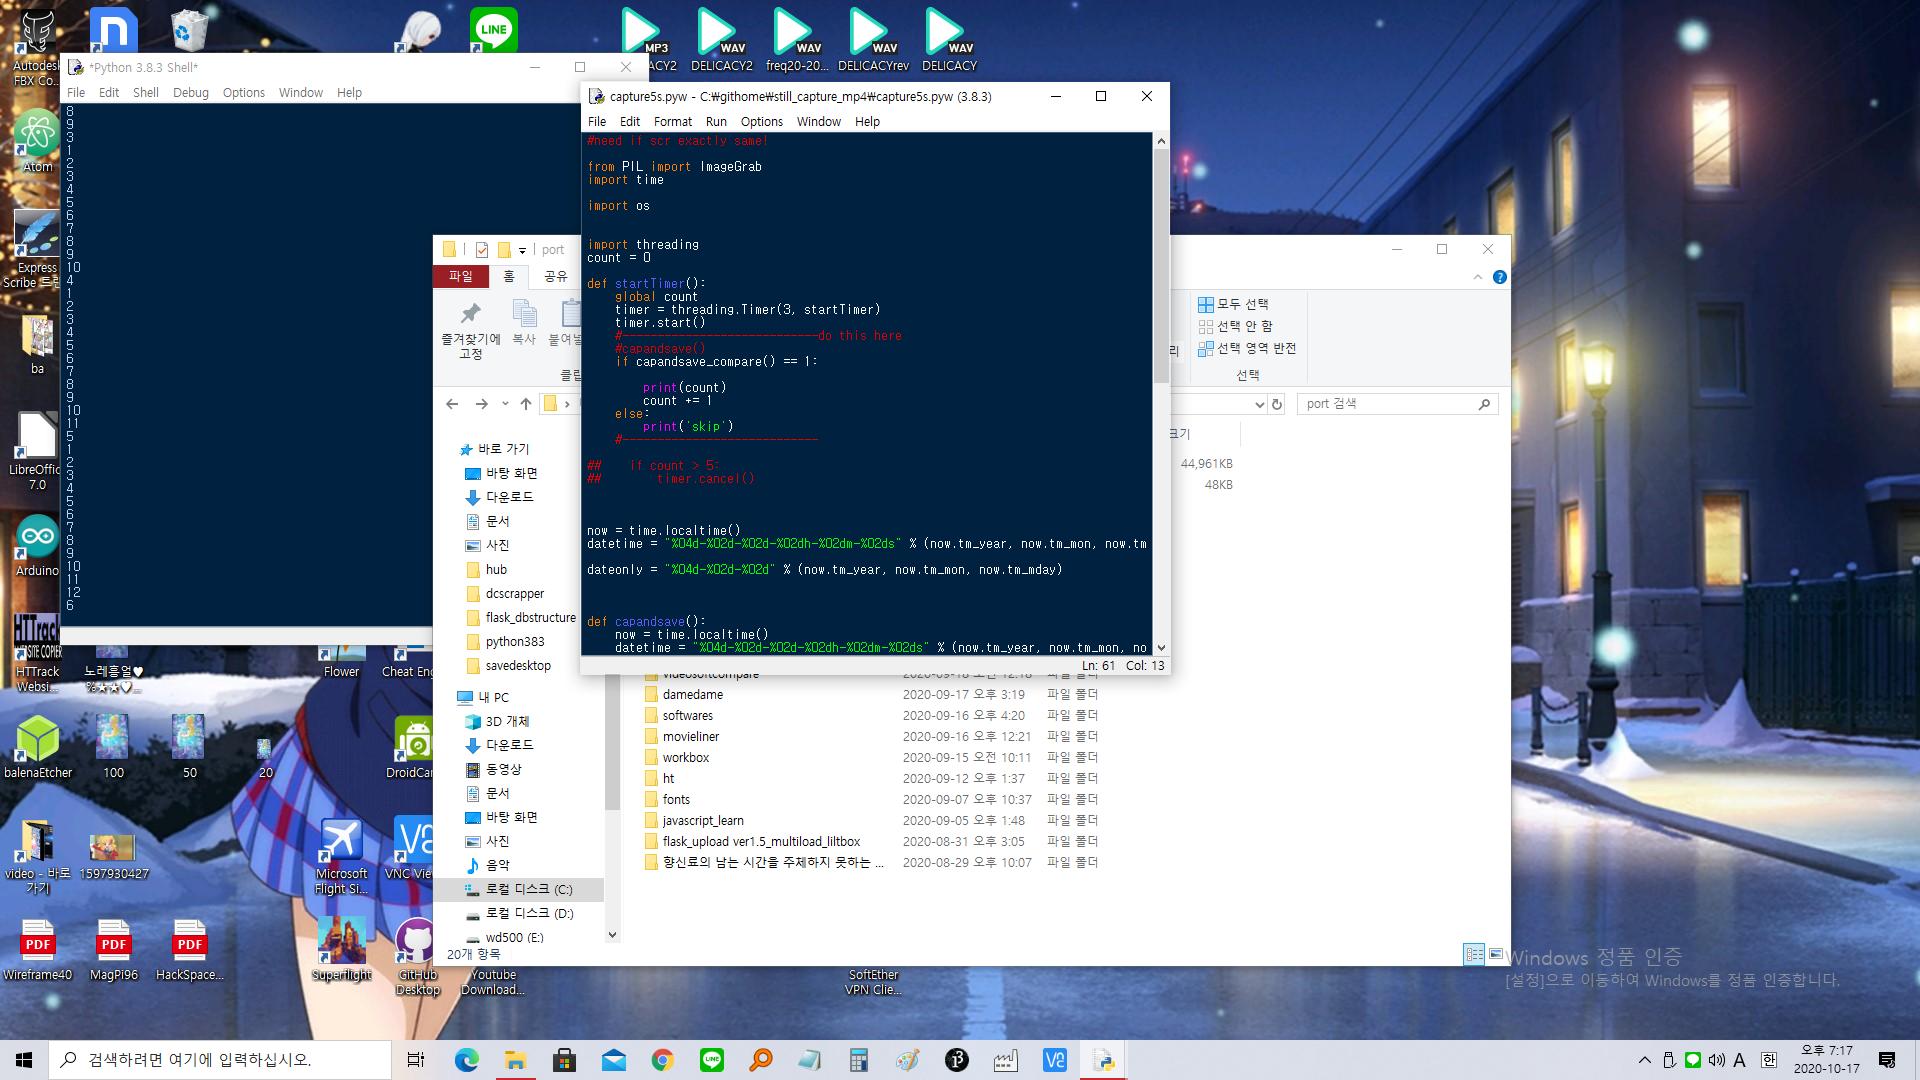 Autodesk FBX Co...
LINE
MP3
WAV
WAV
WAV
WAV
ACY2
DELICACY2
freq20-20...
DELICACYrev
DELICACY
*Python 3.8.3 Shell*
File Edit Shell Debug Options Window Help
8
9
3
1
2
3
4
5
6
7
8
9
10
4
1
2
3
4
5
6
7
8
9
10
11
5
1
2
3
4
5
6
7
8
9
10
11
12
6
capture5s.pyw - C:₩githome₩still_capture_mp4₩capture5s.pyw (3.8.3)
File Edit Format Run Options Window Help
#need if scr exactly same!
from PIL import ImageGrab
import time
import os
import threading
count = 0
def startTimer():
global count
timer = threading.Timer(3, startTimer)
timer.start()
#----------------------------do this here
#capandsave()
if capandsave_compare() == 1:
print(count)
count += 1
else:
print('skip')
#----------------------------
## if count > 5:
## timer.cancel()
now = time.localtime()
datetime = "%04d-%02d-%02d-%02dh-%02dm-%02ds" % (now.tm_year, now.tm_mon, now.tm
dateonly = "%04d-%02d-%02d" % (now.tm_year, now.tm_mon, now.tm_mday)
def capandsave():
now = time.localtime()
datetime = "%04d-%02d-%02d-%02dh-%02dm-%02ds" % (now.tm_year, now.tm_mon, no
Ln: 61 Col: 13
port
파일 홈 공유
즐겨찾기에 고정
복사
모두 선택
선택 안 함
선택 영역 반전
선택
port 검색
44,961KB
48KB
바로 가기
바탕 화면
다운로드
문서
사진
hub
dcscrapper
flask_dbstructure
python383
savedesktop
내 PC
3D 개체
다운로드
동영상
문서
바탕 화면
사진
음악
로컬 디스크 (C:)
로컬 디스크 (D:)
wd500 (E:)
20개 항목
videosoftcompare 2020-09-18 오전 12:18 파일 폴더
damedame 2020-09-17 오후 3:19 파일 폴더
softwares 2020-09-16 오후 4:20 파일 폴더
movieliner 2020-09-16 오후 12:21 파일 폴더
workbox 2020-09-15 오전 10:11 파일 폴더
ht 2020-09-12 오후 1:37 파일 폴더
fonts 2020-09-07 오후 10:37 파일 폴더
javascript_learn 2020-09-05 오후 1:48 파일 폴더
flask_upload ver1.5_multiload_liltbox 2020-08-31 오후 3:05 파일 폴더
향신료의 남는 시간을 주체하지 못하는 ... 2020-08-29 오후 10:07 파일 폴더
Atom
Express Scribe
ba
LibreOffic 7.0
Arduino
HTTrack Websi...
노레흥얼♥ %★★♥...
Flower
Cheat En
balenaEtcher
100
50
20
DroidCar
video - 바로 가기
1597930427
Microsoft Flight Si...
VNC Vie
PDF
PDF
PDF
Wireframe40
MagPi96
HackSpace...
Superflight
GitHub Desktop
Youtube Download...
SoftEther VPN Clie...
Windows 정품 인증
[설정]으로 이동하여 Windows를 정품 인증합니다.
검색하려면 여기에 입력하십시오.
A
오후 7:17
2020-10-17